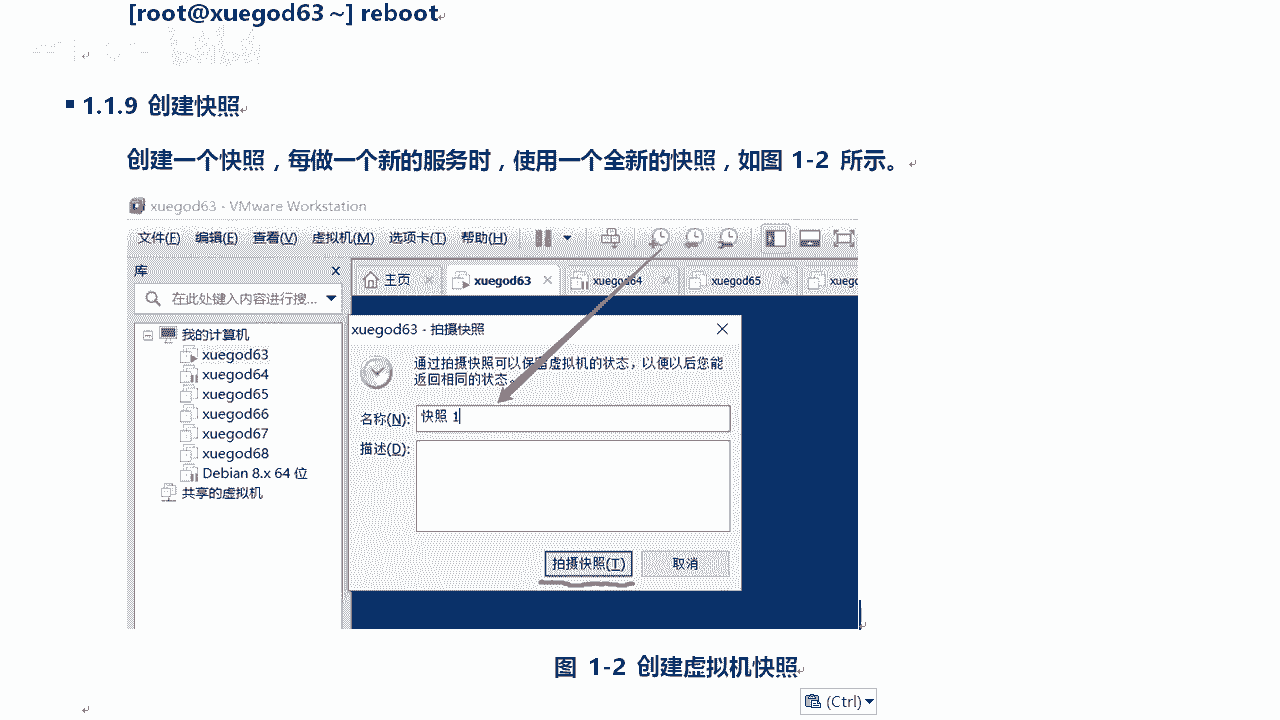 [root@xuegod63 ~] reboot
1.1.9 创建快照
创建一个快照，每做一个新的服务时，使用一个全新的快照，如图 1-2 所示。
xuegod63 - VMware Workstation
文件(F) 编辑(E) 查看(V) 虚拟机(M) 选项卡(T) 帮助(H)
库
主页 xuegod63 xuegod64 xuegod65 xuego
在此处键入内容进行搜...
我的计算机
xuegod63
xuegod64
xuegod65
xuegod66
xuegod67
xuegod68
Debian 8.x 64 位
共享的虚拟机
xuegod63 - 拍摄快照
通过拍摄快照可以保留虚拟机的状态，以便以后您能
返回相同的状态。
名称(N): 快照 1
描述(D):
拍摄快照(T) 取消
图 1-2 创建虚拟机快照
(Ctrl)